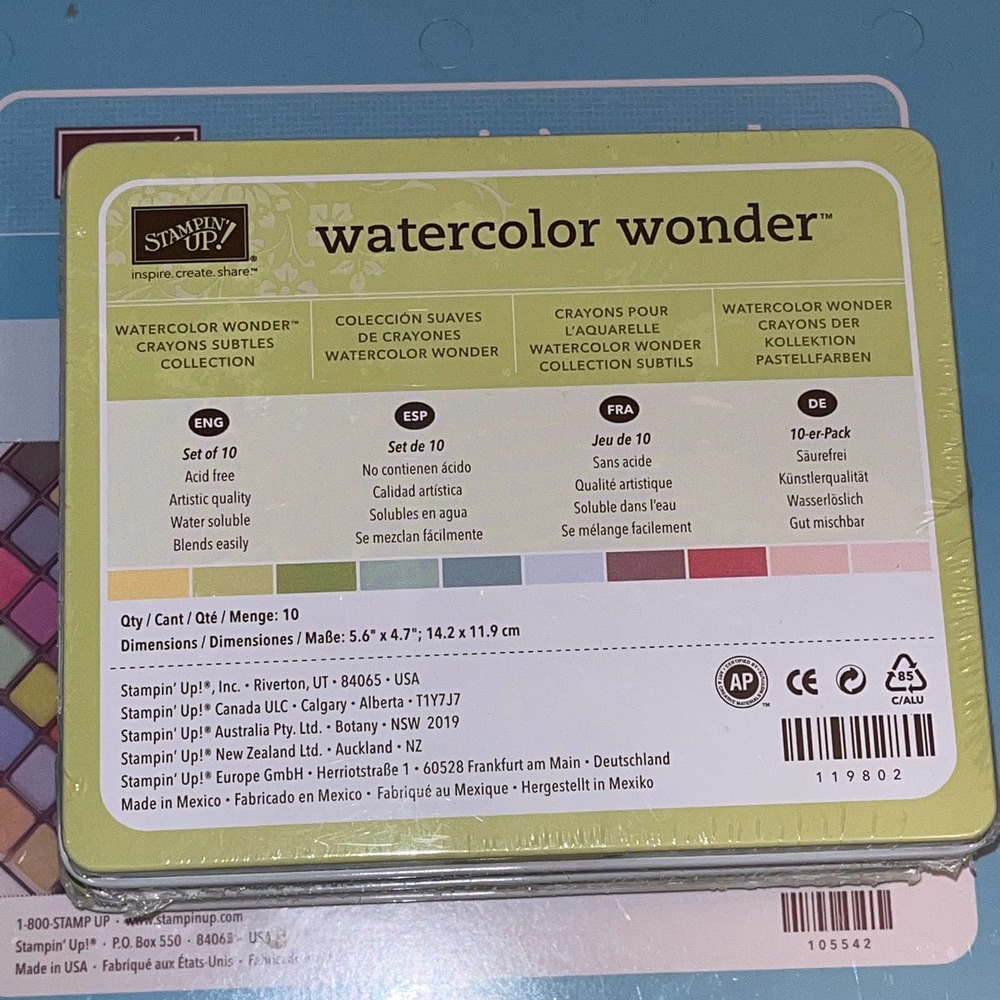 STAMPIN' UP!®
inspire.create.share.™
watercolor wonder™
WATERCOLOR WONDER™
CRAYONS SUBTLES
COLLECTION
COLECCIÓN SUAVES
DE CRAYONES
WATERCOLOR WONDER
CRAYONS POUR
L'AQUARELLE
WATERCOLOR WONDER
COLLECTION SUBTILS
WATERCOLOR WONDER
CRAYONS DER
KOLLEKTION
PASTELLFARBEN
ENG
Set of 10
Acid free
Artistic quality
Water soluble
Blends easily
ESP
Set de 10
No contienen ácido
Calidad artística
Solubles en agua
Se mezclan fácilmente
FRA
Jeu de 10
Sans acide
Qualité artistique
Soluble dans l'eau
Se mélange facilement
DE
10-er-Pack
Säurefrei
Künstlerqualität
Wasserlöslich
Gut mischbar
Qty / Cant / Qté / Menge: 10
Dimensions / Dimensiones / Maße: 5.6" x 4.7"; 14.2 x 11.9 cm
Stampin' Up!®, Inc. • Riverton, UT • 84065 • USA
Stampin' Up!® Canada ULC • Calgary • Alberta • T1Y7J7
Stampin' Up!® Australia Pty. Ltd. • Botany • NSW 2019
Stampin' Up!® New Zealand Ltd. • Auckland • NZ
Stampin' Up!® Europe GmbH • Herriotstraße 1 • 60528 Frankfurt am Main • Deutschland
Made in Mexico • Fabricado en Mexico • Fabriqué au Mexique • Hergestellt in Mexiko
AP
™
CE
85
C/ALU
119802
1-800-STAMP UP • www.stampinup.com
Stampin' Up!® • P.O. Box 550 • 84065 • USA
Made in USA • Fabriqué aux États-Unis •
105542